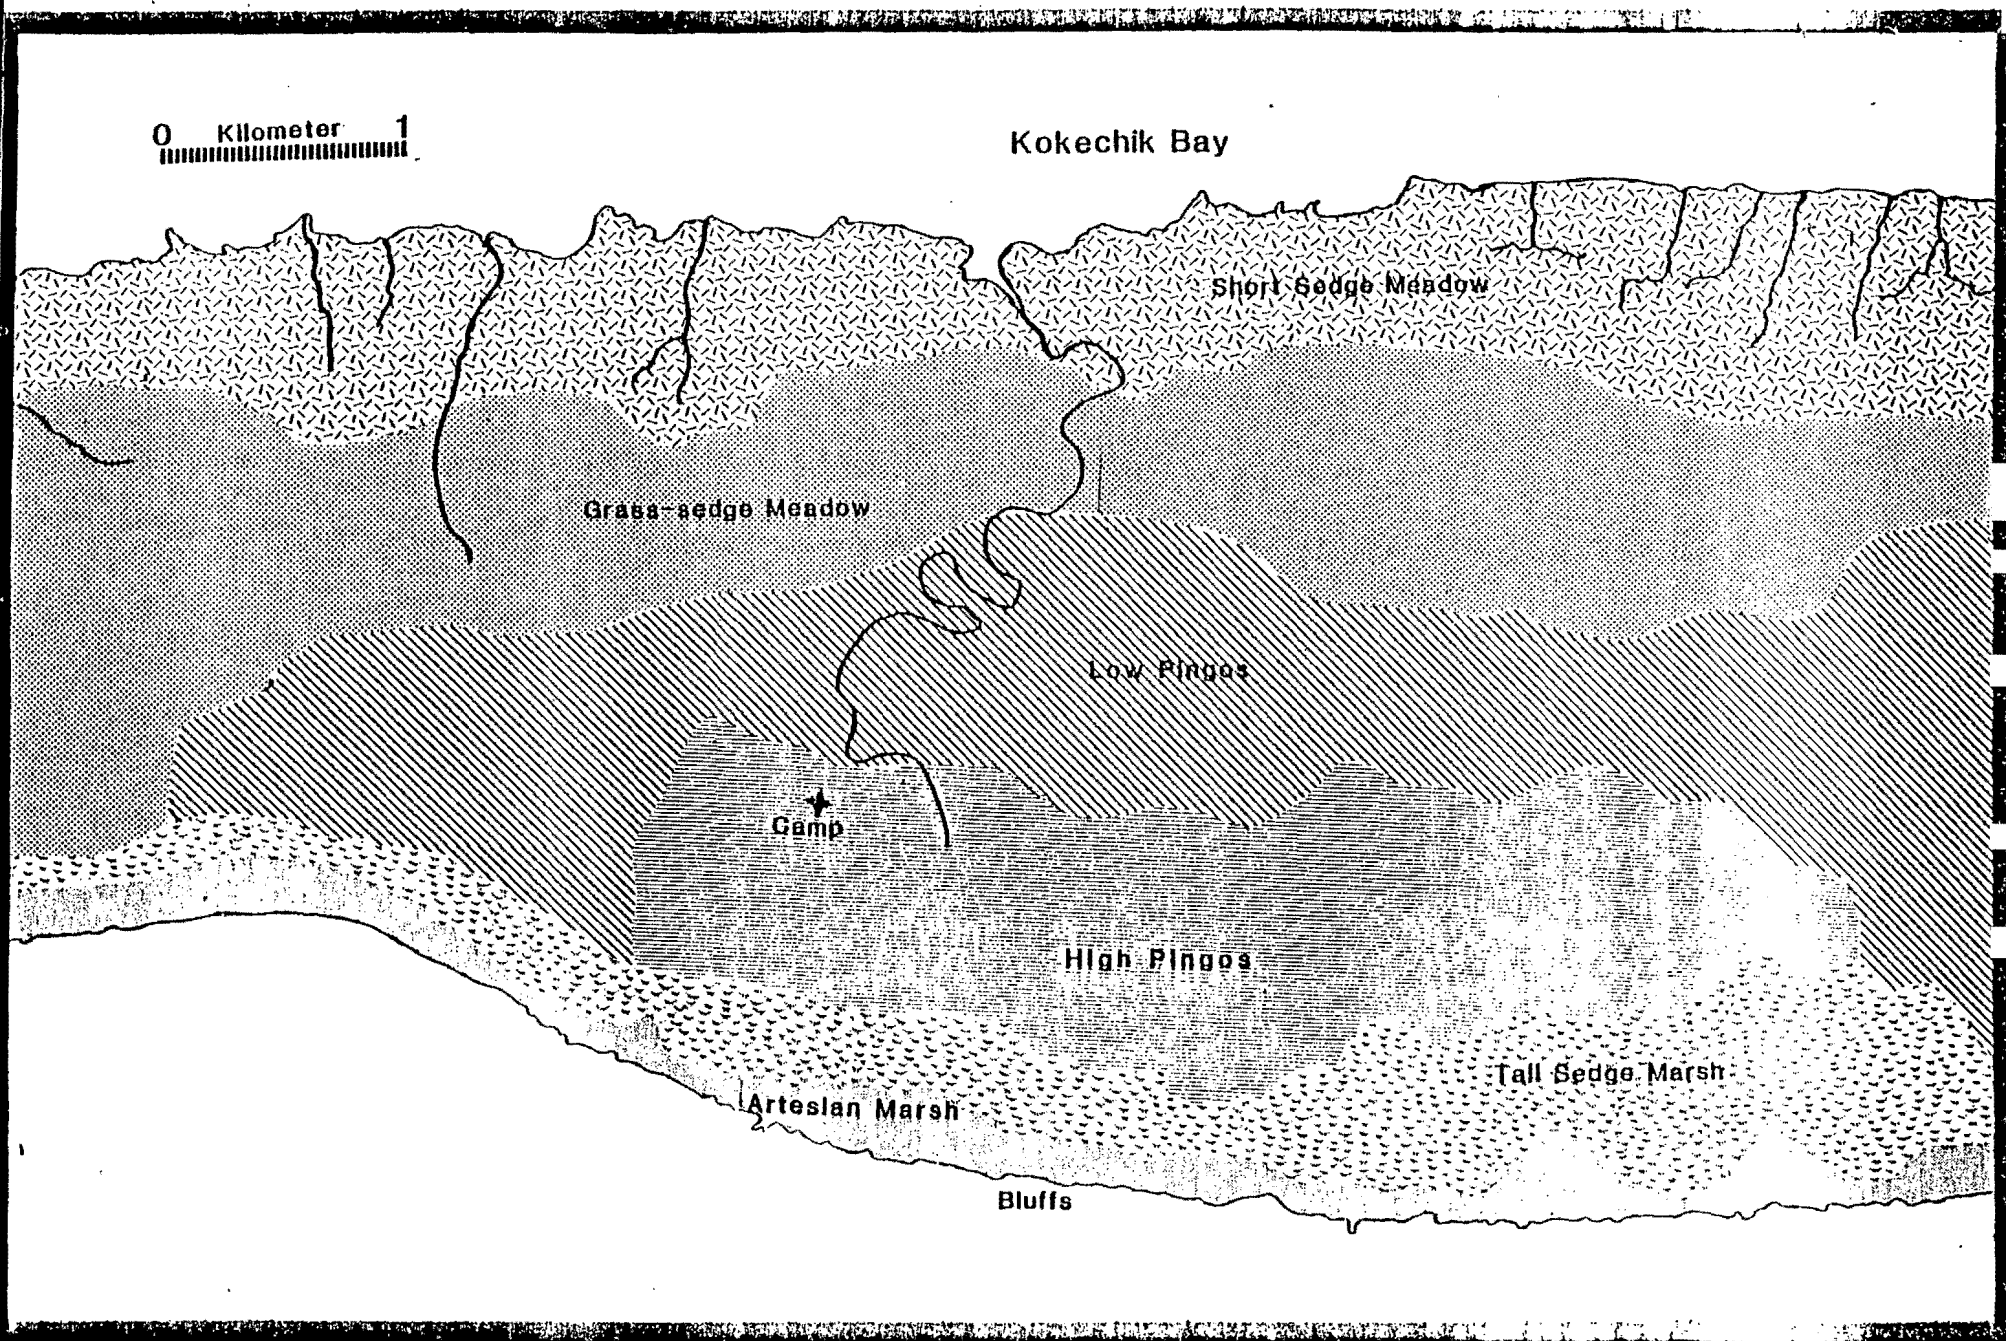 0 Kilometer 1
Kokechik Bay
Short Sedge Meadow
Grass-sedge Meadow
Low Pingos
Camp
High Pingos
Tall Sedge Marsh
Artesian Marsh
Bluffs